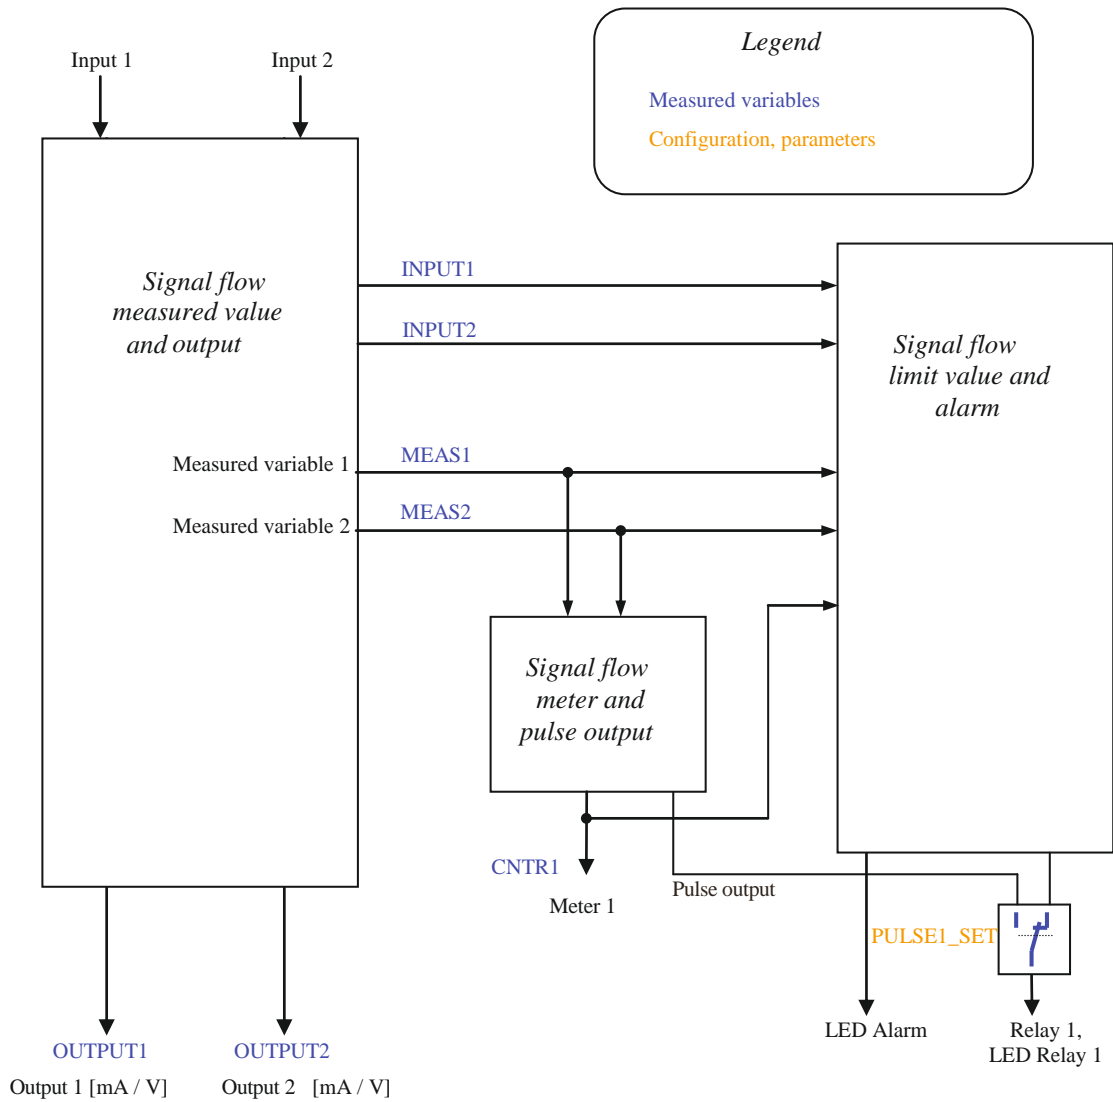 Legend
Measured variables
Configuration, parameters
Input 1
Input 2
Signal flow
measured value
and output
INPUT1
INPUT2
Signal flow
limit value and
alarm
Measured variable 1
MEAS1
Measured variable 2
MEAS2
Signal flow
meter and
pulse output
CNTR1
Meter 1
Pulse output
PULSE1_SET
LED Alarm
Relay 1,
LED Relay 1
OUTPUT1
OUTPUT2
Output 1 [mA / V]
Output 2 [mA / V]